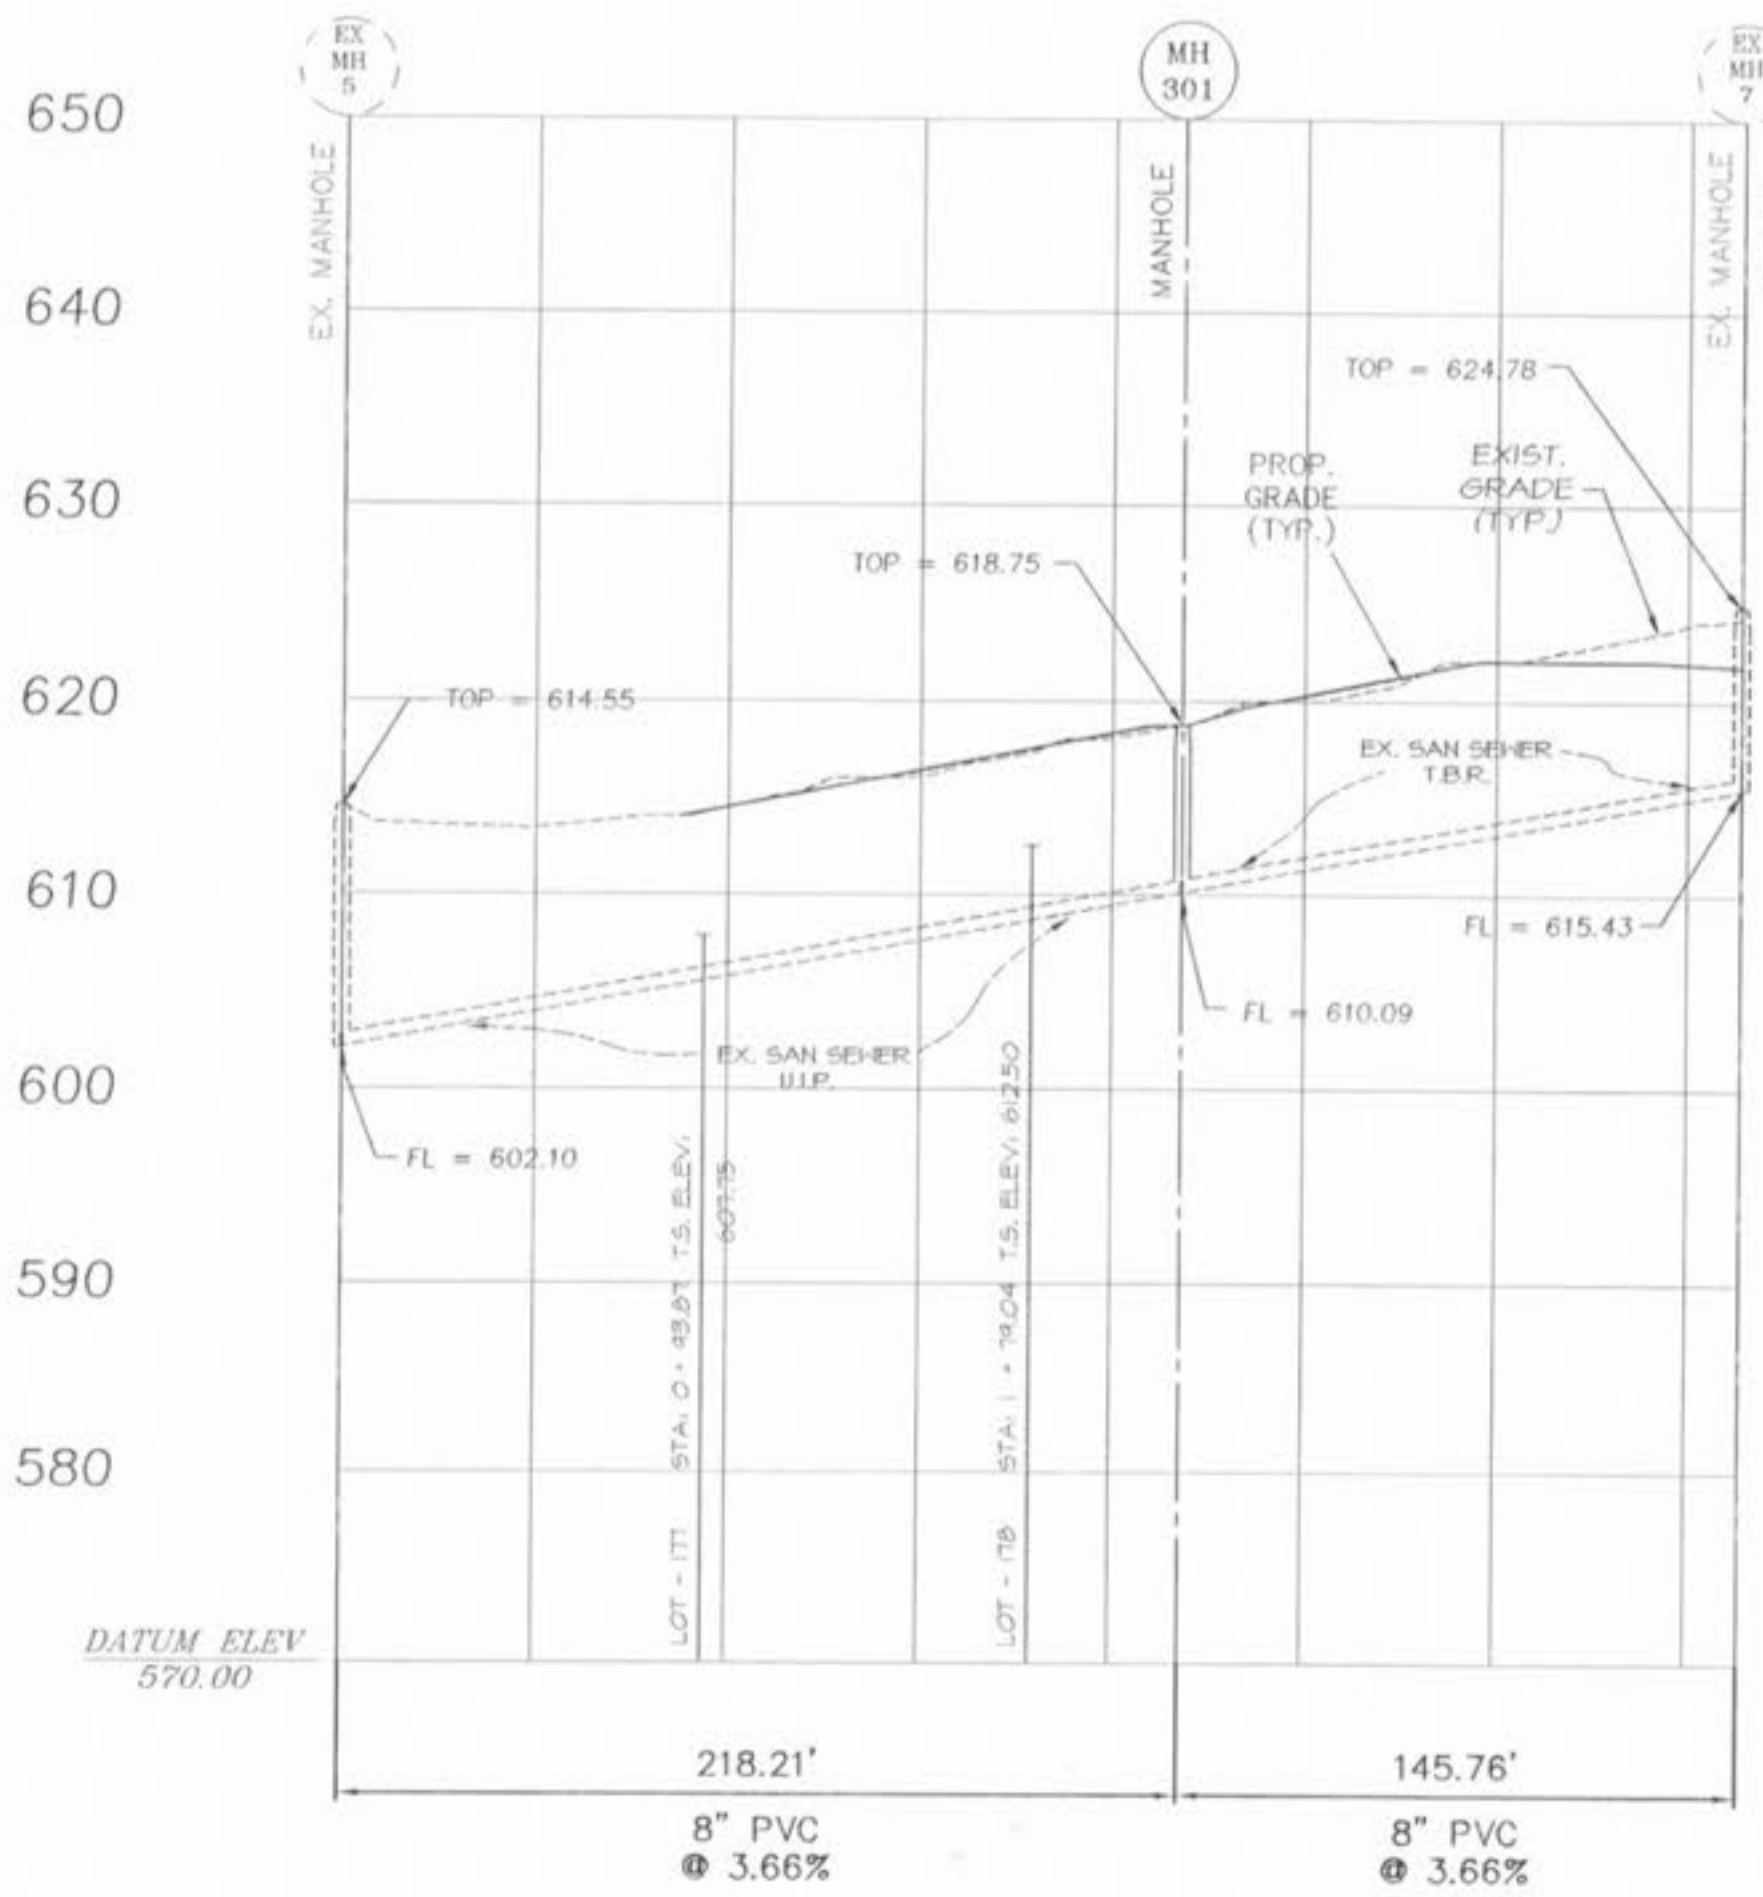 EX
MH
5
MH
301
EX
MH
7
650
EX. MANHOLE
MANHOLE
EX. MANHOLE
640
TOP = 624.78
630
PROP.
GRADE
(TYP.)
EXIST.
GRADE
(TYP.)
TOP = 618.75
620
TOP = 614.55
EX. SAN SEWER
T.B.R.
610
FL = 615.43
FL = 610.09
EX. SAN SEWER
U.I.P.
600
FL = 602.10
LOT - 177 STA: 0 + 93.87 T.S. ELEV:
607.75
LOT - 178 STA: 1 + 79.04 T.S. ELEV: 612.50
590
580
DATUM ELEV
570.00
218.21'
145.76'
8" PVC
@ 3.66%
8" PVC
@ 3.66%